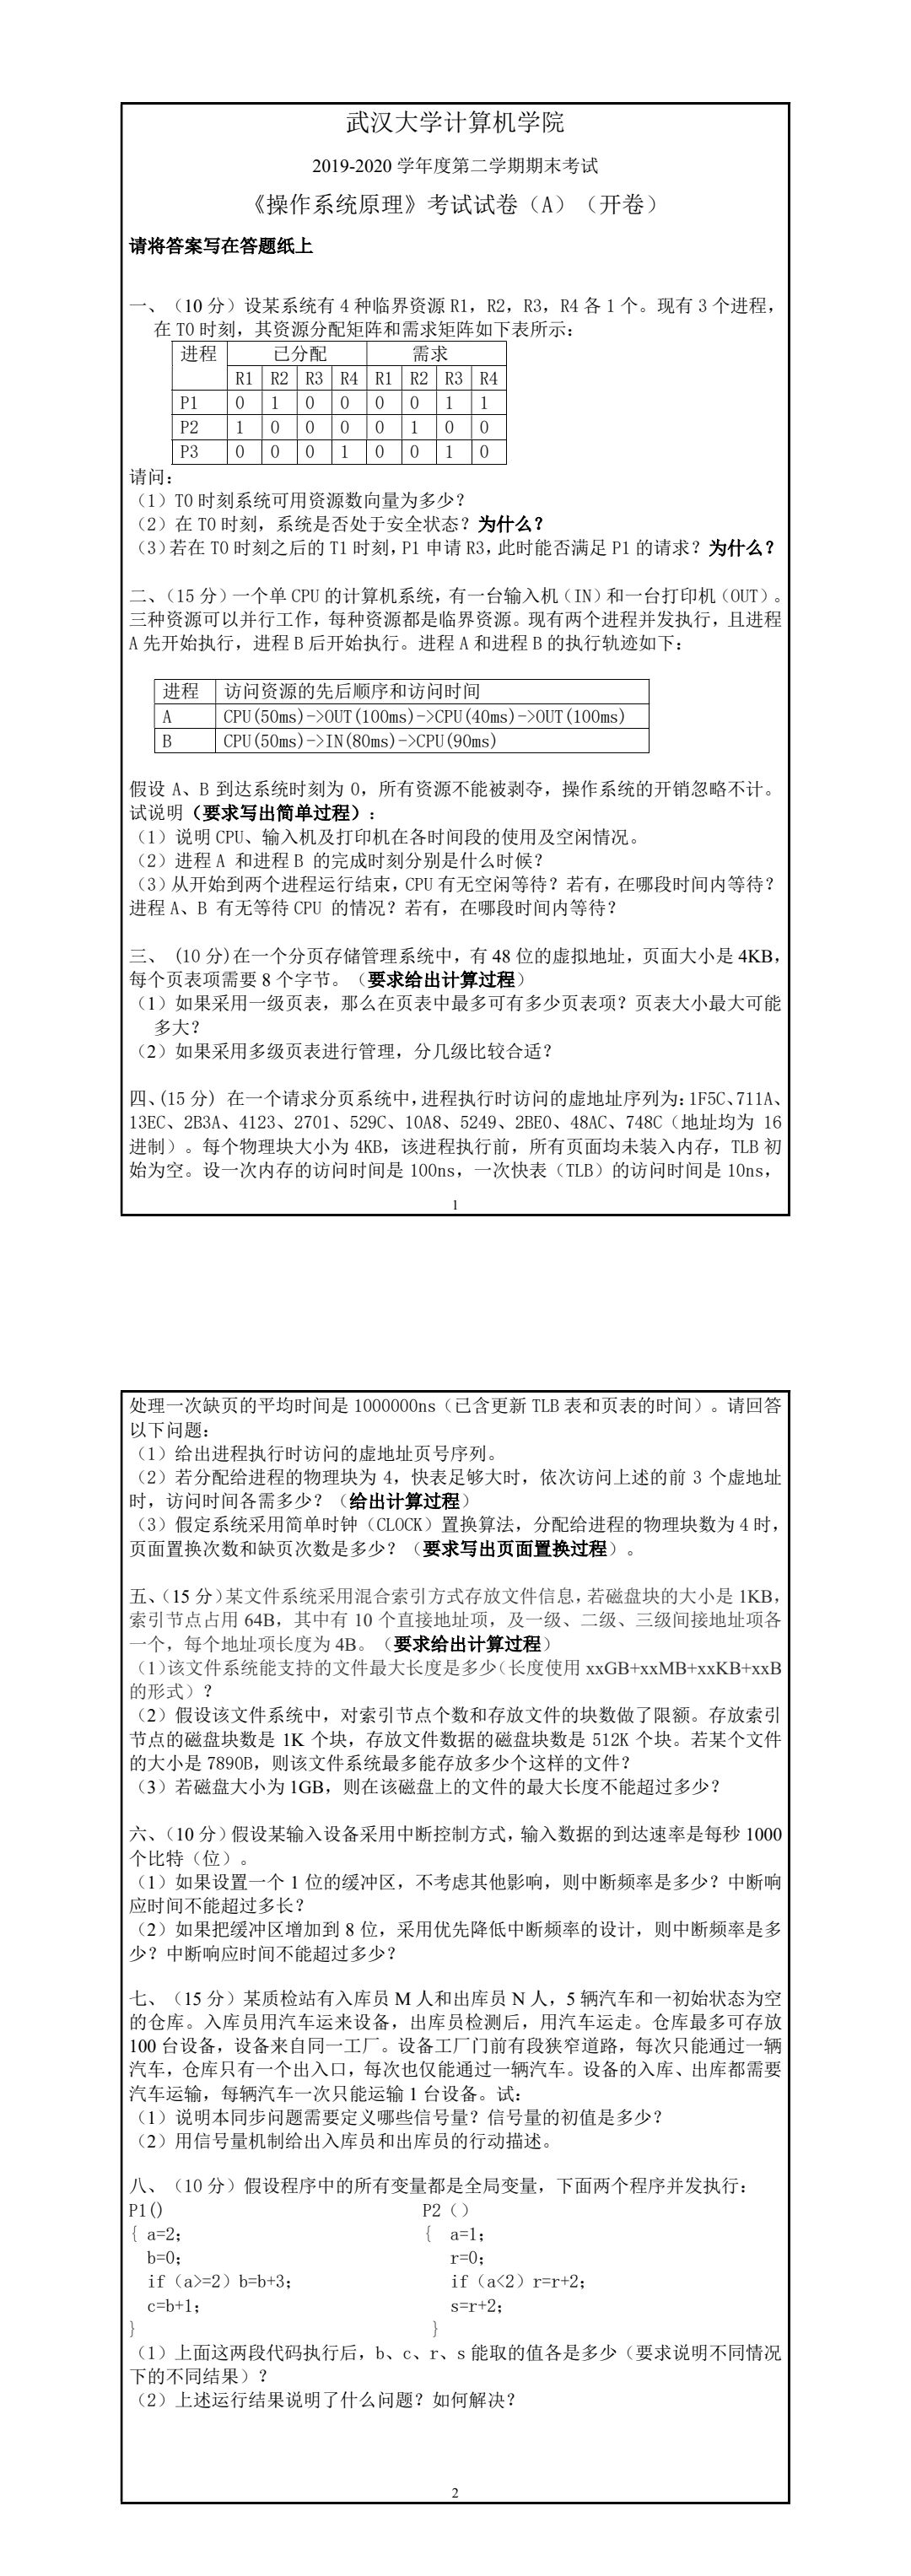 武汉大学计算机学院
2019-2020 学年度第二学期期末考试
《操作系统原理》考试试卷（A）（开卷）
请将答案写在答题纸上
一、（10 分）设某系统有 4 种临界资源 R1，R2，R3，R4 各 1 个。现有 3 个进程，
在 T0 时刻，其资源分配矩阵和需求矩阵如下表所示：
进程 已分配 需求
R1 R2 R3 R4 R1 R2 R3 R4
P1 0 1 0 0 0 0 1 1
P2 1 0 0 0 0 1 0 0
P3 0 0 0 1 0 0 1 0
请问：
（1）T0 时刻系统可用资源数向量为多少？
（2）在 T0 时刻，系统是否处于安全状态？为什么？
（3）若在 T0 时刻之后的 T1 时刻，P1 申请 R3，此时能否满足 P1 的请求？为什么？
二、（15 分）一个单 CPU 的计算机系统，有一台输入机（IN）和一台打印机（OUT）。
三种资源可以并行工作，每种资源都是临界资源。现有两个进程并发执行，且进程
A 先开始执行，进程 B 后开始执行。进程 A 和进程 B 的执行轨迹如下：
进程 访问资源的先后顺序和访问时间
A CPU(50ms)->OUT(100ms)->CPU(40ms)->OUT(100ms)
B CPU(50ms)->IN(80ms)->CPU(90ms)
假设 A、B 到达系统时刻为 0，所有资源不能被剥夺，操作系统的开销忽略不计。
试说明（要求写出简单过程）：
（1）说明 CPU、输入机及打印机在各时间段的使用及空闲情况。
（2）进程 A 和进程 B 的完成时刻分别是什么时候？
（3）从开始到两个进程运行结束，CPU 有无空闲等待？若有，在哪段时间内等待？
进程 A、B 有无等待 CPU 的情况？若有，在哪段时间内等待？
三、 (10 分)在一个分页存储管理系统中，有 48 位的虚拟地址，页面大小是 4KB，
每个页表项需要 8 个字节。（要求给出计算过程）
（1）如果采用一级页表，那么在页表中最多可有多少页表项？页表大小最大可能
多大？
（2）如果采用多级页表进行管理，分几级比较合适？
四、(15 分) 在一个请求分页系统中，进程执行时访问的虚地址序列为：1F5C、711A、
13EC、2B3A、4123、2701、529C、10A8、5249、2BE0、48AC、748C（地址均为 16
进制）。每个物理块大小为 4KB，该进程执行前，所有页面均未装入内存，TLB 初
始为空。设一次内存的访问时间是 100ns，一次快表（TLB）的访问时间是 10ns，
1
处理一次缺页的平均时间是 1000000ns（已含更新 TLB 表和页表的时间）。请回答
以下问题：
（1）给出进程执行时访问的虚地址页号序列。
（2）若分配给进程的物理块为 4，快表足够大时，依次访问上述的前 3 个虚地址
时，访问时间各需多少？（给出计算过程）
（3）假定系统采用简单时钟（CLOCK）置换算法，分配给进程的物理块数为 4 时，
页面置换次数和缺页次数是多少？（要求写出页面置换过程）。
五、（15 分）某文件系统采用混合索引方式存放文件信息，若磁盘块的大小是 1KB，
索引节点占用 64B，其中有 10 个直接地址项，及一级、二级、三级间接地址项各
一个，每个地址项长度为 4B。（要求给出计算过程）
（1）该文件系统能支持的文件最大长度是多少（长度使用 xxGB+xxMB+xxKB+xxB
的形式）？
（2）假设该文件系统中，对索引节点个数和存放文件的块数做了限额。存放索引
节点的磁盘块数是 1K 个块，存放文件数据的磁盘块数是 512K 个块。若某个文件
的大小是 7890B，则该文件系统最多能存放多少个这样的文件？
（3）若磁盘大小为 1GB，则在该磁盘上的文件的最大长度不能超过多少？
六、（10 分）假设某输入设备采用中断控制方式，输入数据的到达速率是每秒 1000
个比特（位）。
（1）如果设置一个 1 位的缓冲区，不考虑其他影响，则中断频率是多少？中断响
应时间不能超过多长？
（2）如果把缓冲区增加到 8 位，采用优先降低中断频率的设计，则中断频率是多
少？中断响应时间不能超过多少？
七、（15 分）某质检站有入库员 M 人和出库员 N 人，5 辆汽车和一初始状态为空
的仓库。入库员用汽车运来设备，出库员检测后，用汽车运走。仓库最多可存放
100 台设备，设备来自同一工厂。设备工厂门前有段狭窄道路，每次只能通过一辆
汽车，仓库只有一个出入口，每次也仅能通过一辆汽车。设备的入库、出库都需要
汽车运输，每辆汽车一次只能运输 1 台设备。试：
（1）说明本同步问题需要定义哪些信号量？信号量的初值是多少？
（2）用信号量机制给出入库员和出库员的行动描述。
八、（10 分）假设程序中的所有变量都是全局变量，下面两个程序并发执行：
P1() P2（）
{ a=2; { a=1;
b=0; r=0;
if（a>=2）b=b+3; if（a<2）r=r+2;
c=b+1; s=r+2;
} }
（1）上面这两段代码执行后，b、c、r、s 能取的值各是多少（要求说明不同情况
下的不同结果）？
（2）上述运行结果说明了什么问题？如何解决？
2